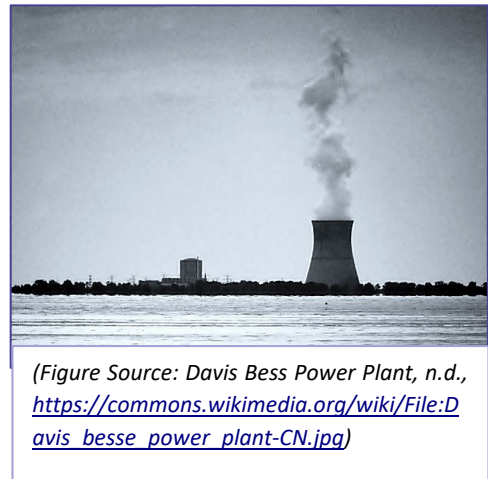 (Figure Source: Davis Bess Power Plant, n.d.,
https://commons.wikimedia.org/wiki/File:D
avis_besse_power_plant-CN.jpg)